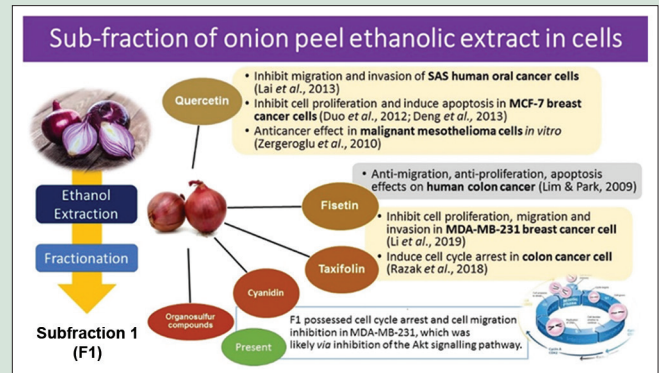 Sub-fraction of onion peel ethanolic extract in cells
Quercetin
• Inhibit migration and invasion of SAS human oral cancer cells
(Lai et al., 2013)
• Inhibit cell proliferation and induce apoptosis in MCF-7 breast
cancer cells (Duo et al., 2012; Deng et al., 2013)
• Anticancer effect in malignant mesothelioma cells in vitro
(Zergeroglu et al., 2010)
Ethanol
Extraction
Fractionation
Subfraction 1
(F1)
Fisetin
• Anti-migration, anti-proliferation, apoptosis
effects on human colon cancer (Lim & Park, 2009)
Taxifolin
• Inhibit cell proliferation, migration and
invasion in MDA-MB-231 breast cancer cell
(Li et al., 2019)
• Induce cell cycle arrest in colon cancer cell
(Razak et al., 2018)
Cyanidin
Organosulfur
compounds
Present
F1 possessed cell cycle arrest and cell migration
inhibition in MDA-MB-231, which was
likely via inhibition of the Akt signalling pathway.